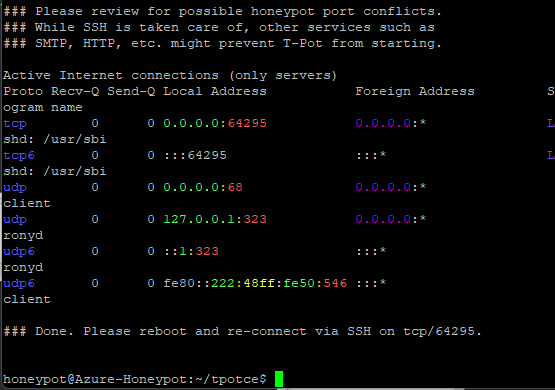 ### Please review for possible honeypot port conflicts.
### While SSH is taken care of, other services such as
### SMTP, HTTP, etc. might prevent T-Pot from starting.
Active Internet connections (only servers)
Proto Recv-Q Send-Q Local Address           Foreign Address         S
ogram name
tcp        0      0 0.0.0.0:64295           0.0.0.0:*               L
shd: /usr/sbi
tcp6       0      0 :::64295                :::*                    L
shd: /usr/sbi
udp        0      0 0.0.0.0:68              0.0.0.0:*
client
udp        0      0 127.0.0.1:323           0.0.0.0:*
ronyd
udp6       0      0 ::1:323                 :::*
ronyd
udp6       0      0 fe80::222:48ff:fe50:546 :::*
client
### Done. Please reboot and re-connect via SSH on tcp/64295.
honeypot@Azure-Honeypot:~/tpotce$